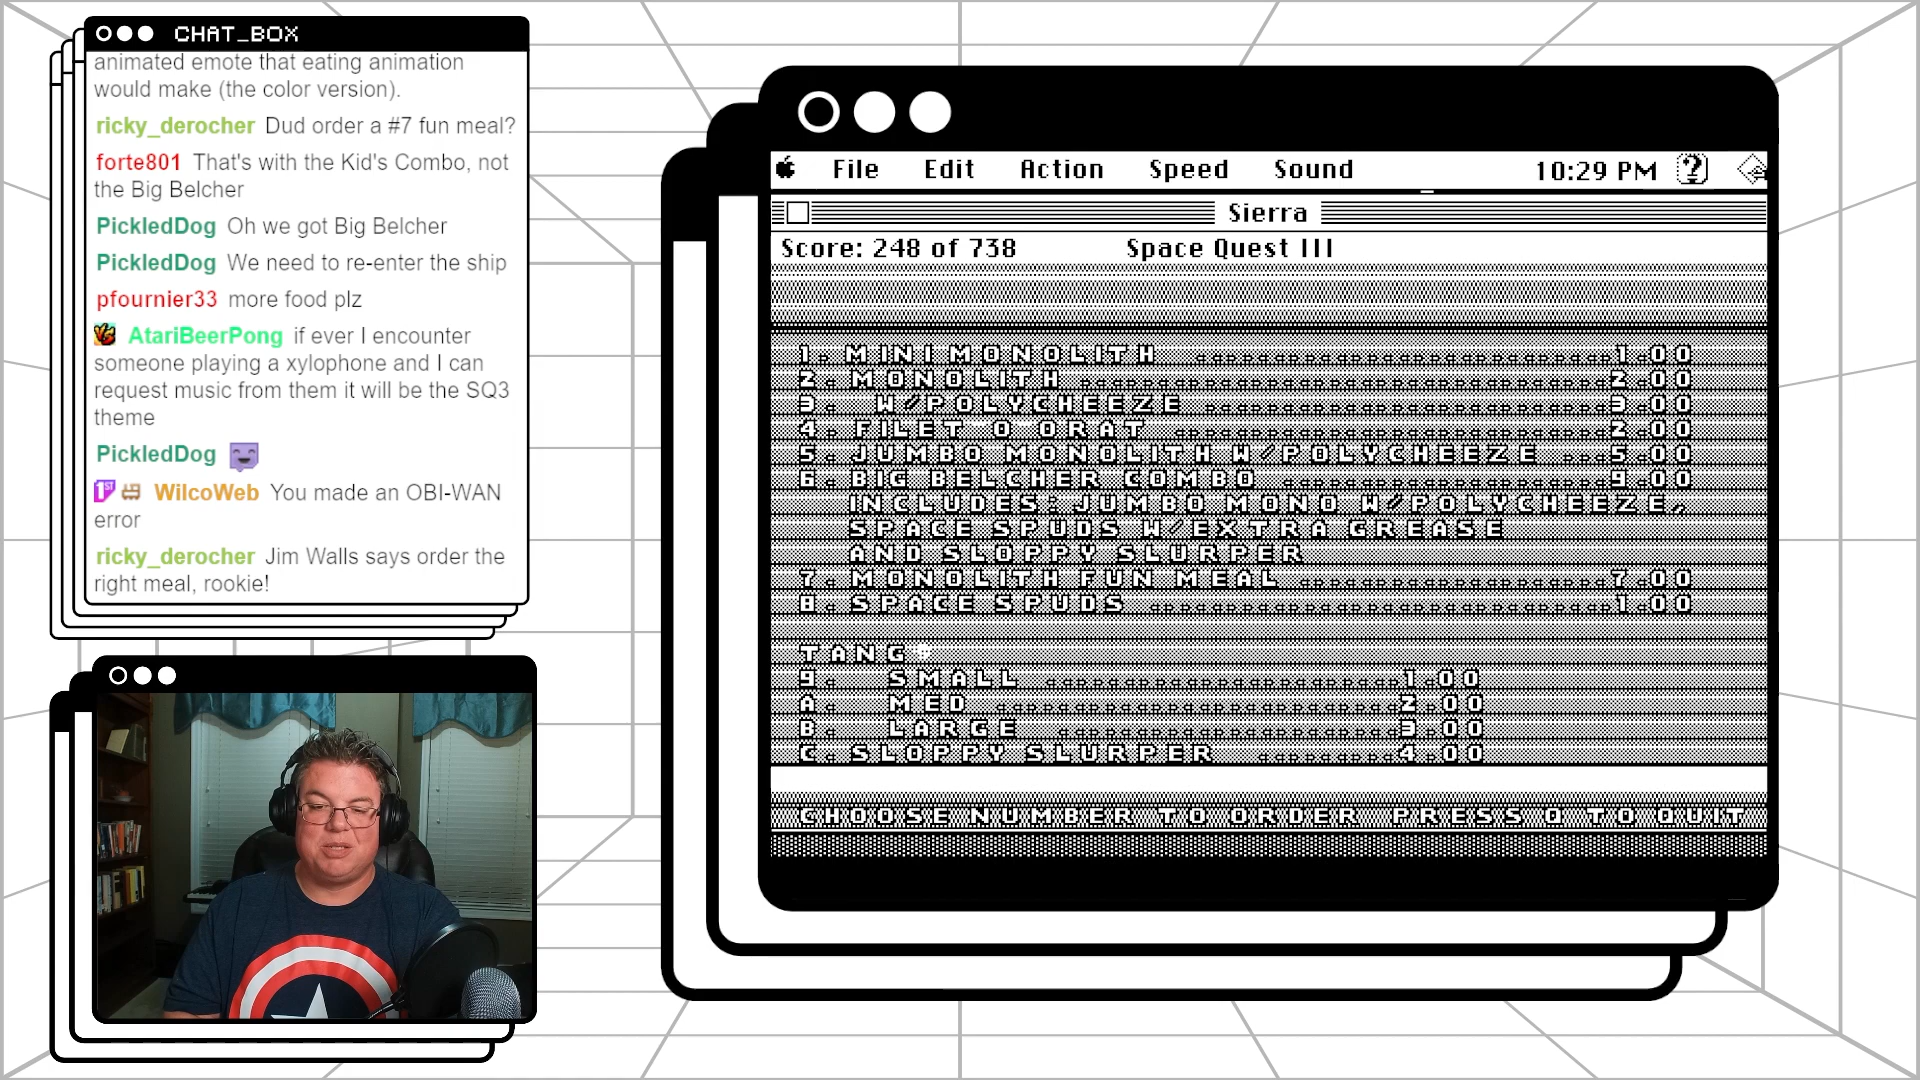 CHAT_BOX
animated emote that eating animation
would make (the color version).
ricky_derocher Dud order a #7 fun meal?
forte801 That's with the Kid's Combo, not
the Big Belcher
PickledDog Oh we got Big Belcher
PickledDog We need to re-enter the ship
pfournier33 more food plz
AtariBeerPong if ever I encounter
someone playing a xylophone and I can
request music from them it will be the SQ3
theme
PickledDog
1ST WilcoWeb You made an OBI-WAN
error
ricky_derocher Jim Walls says order the
right meal, rookie!
File Edit Action Speed Sound 10:29 PM ?
Sierra
Score: 248 of 738 Space Quest III
1. MINI MONOLITH ........................ 1.00
2. MONOLITH ........................ 2.00
3. W/POLYCHEEZE ........................ 3.00
4. FILET-O-ORAT ........................ 2.00
5. JUMBO MONOLITH W/POLYCHEEZE ... 5.00
6. BIG BELCHER COMBO ........................ 9.00
INCLUDES: JUMBO MONO W/POLYCHEEZE,
SPACE SPUDS W/EXTRA GREASE
AND SLOPPY SLURPER
7. MONOLITH FUN MEAL ........................ 7.00
8. SPACE SPUDS ........................ 1.00
TANG
9. SMALL ........................ 1.00
A. MED ........................ 2.00
B. LARGE ........................ 3.00
C. SLOPPY SLURPER ............ 4.00
CHOOSE NUMBER TO ORDER PRESS Q TO QUIT